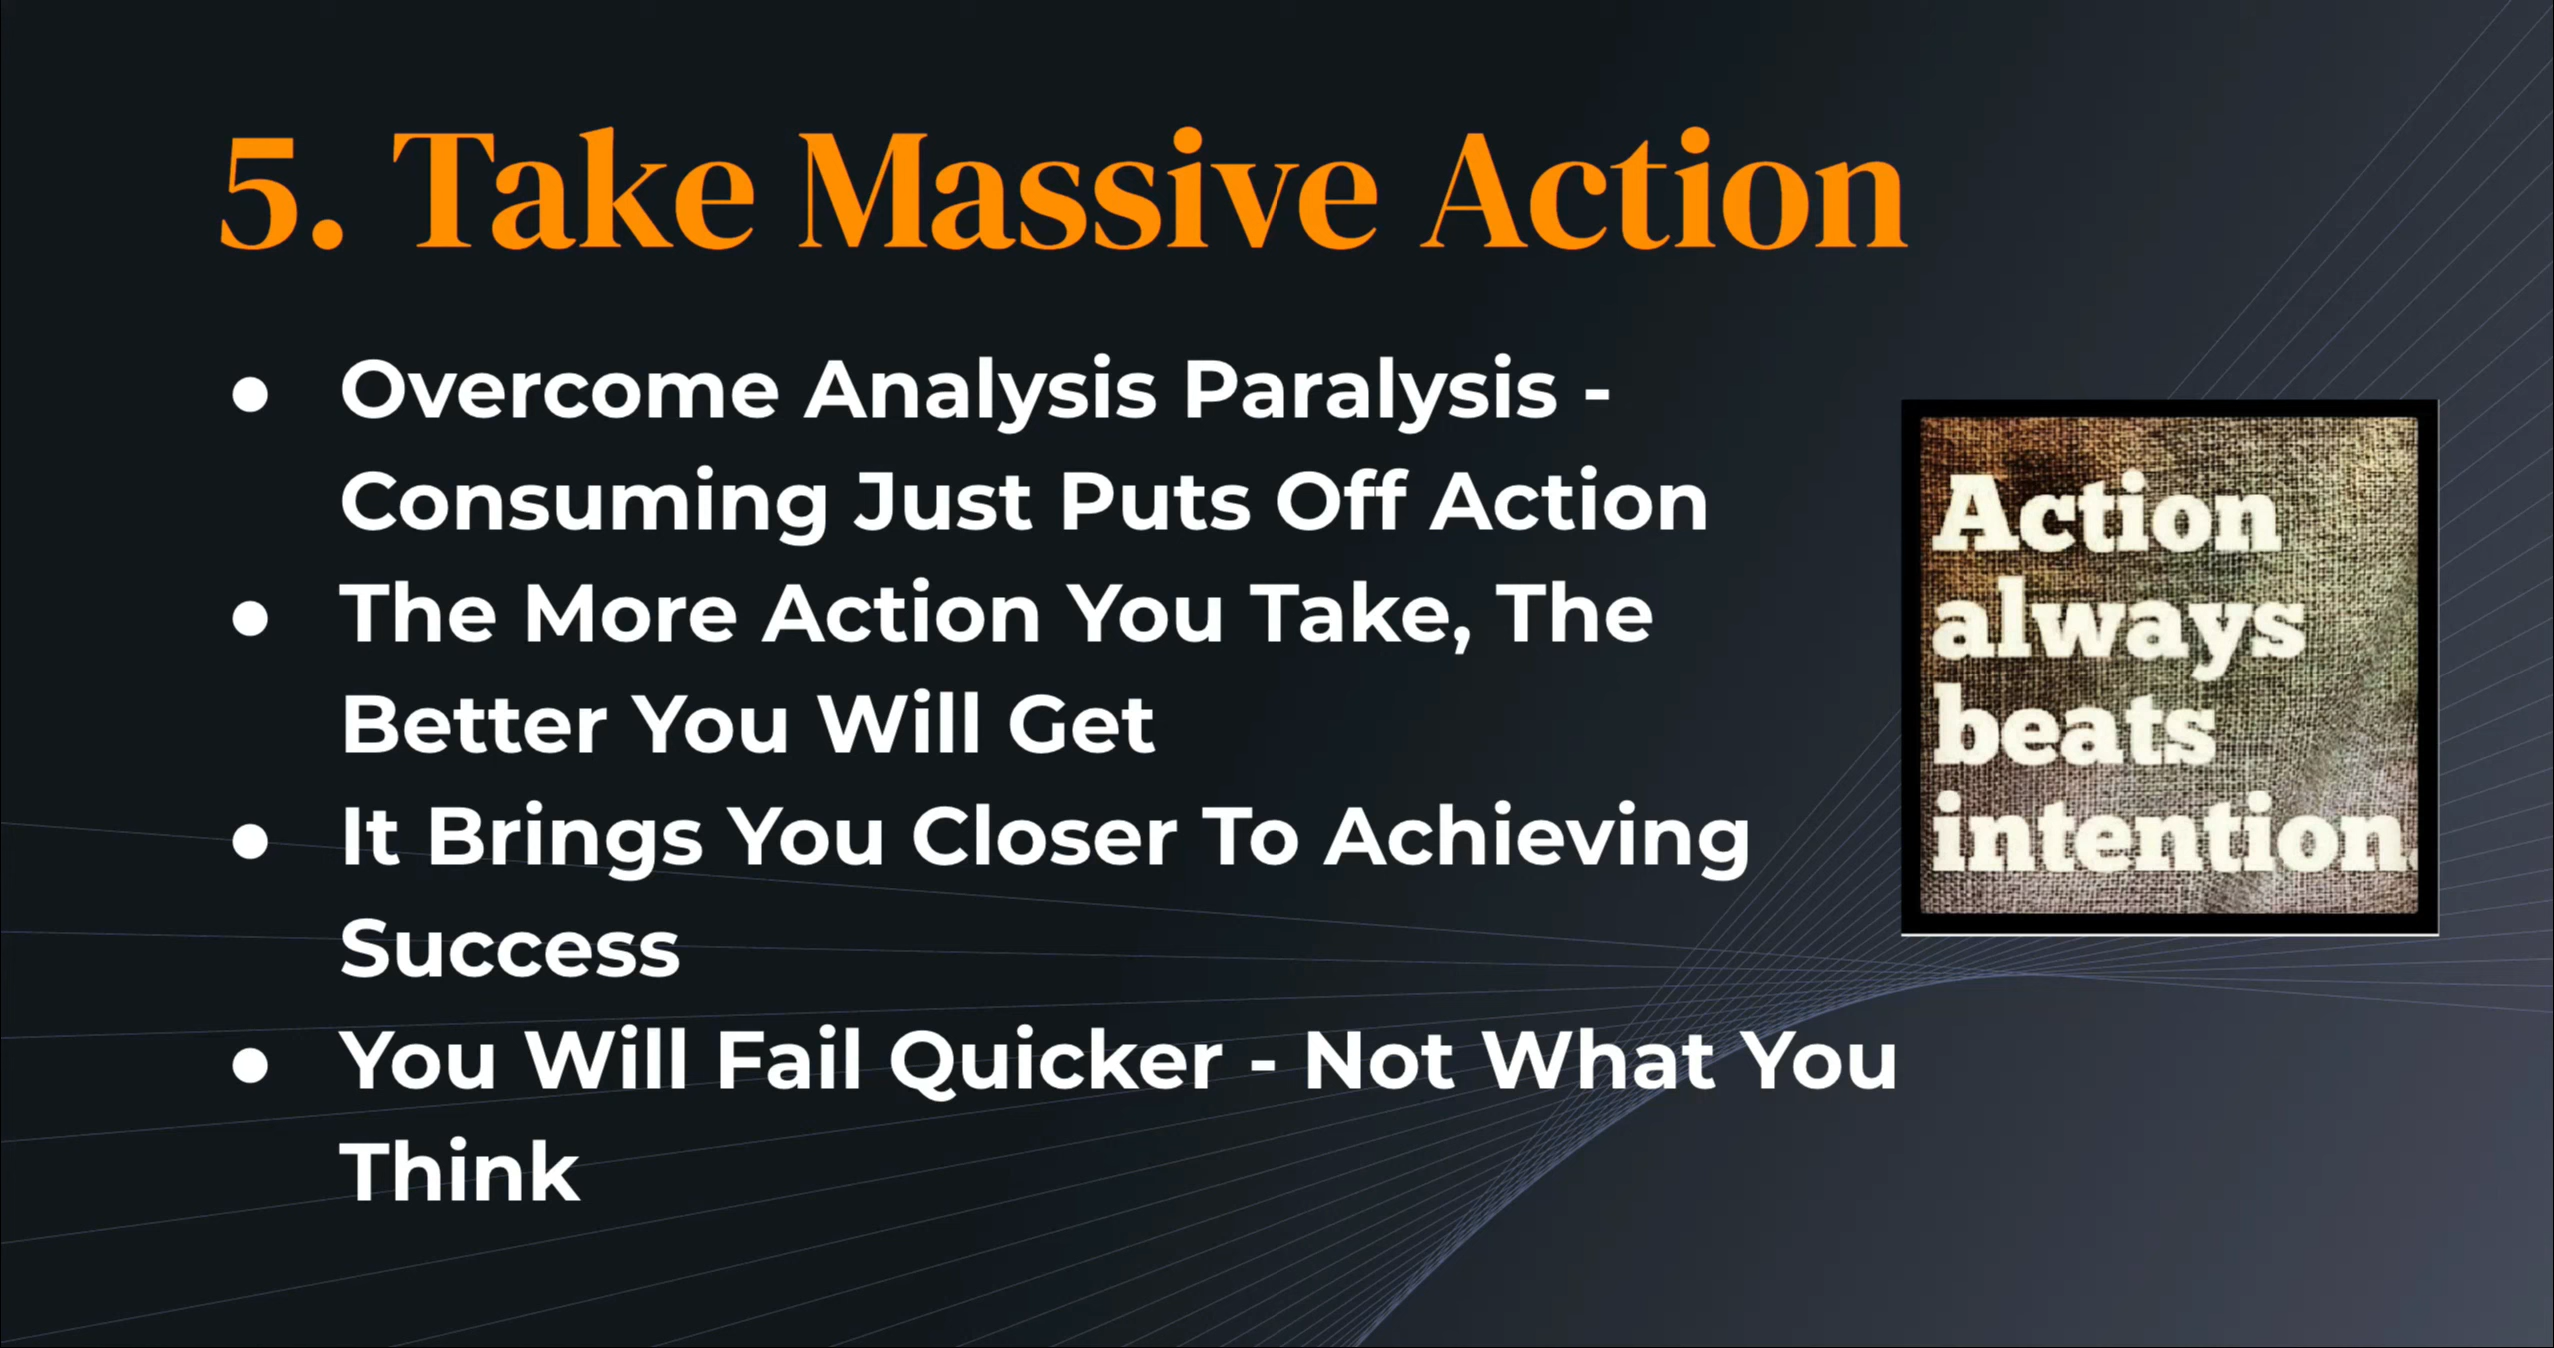 5. Take Massive Action
● Overcome Analysis Paralysis -
Consuming Just Puts Off Action
● The More Action You Take, The
Better You Will Get
● It Brings You Closer To Achieving
Success
● You Will Fail Quicker - Not What You
Think
Action
always
beats
intention.